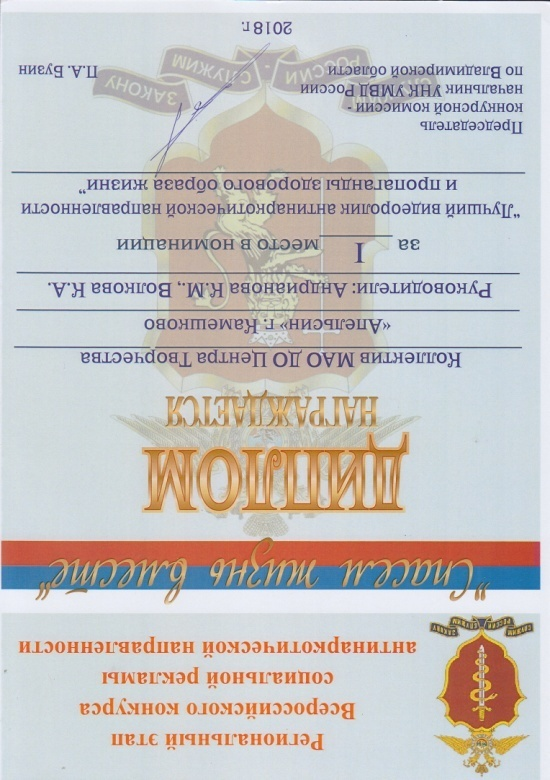 Региональный этап
Всероссийского конкурса
социальной рекламы
антинаркотической направленности
"Спасем жизнь вместе"
ДИПЛОМ
НАГРАЖДАЕТСЯ
Коллектив МАО ДО Центра Творчества
«Апельсин» г. Камешково
Руководители: Андрианова К.М., Волкова К.А.
за I место в номинации
"Лучший видеоролик антинаркотической направленности
и пропаганды здорового образа жизни"
Председатель
конкурсной комиссии -
начальник УНК УМВД России
по Владимирской области П.А. Бузин
СЛУЖИМ РОССИИ - СЛУЖИМ ЗАКОНУ
2018 г.